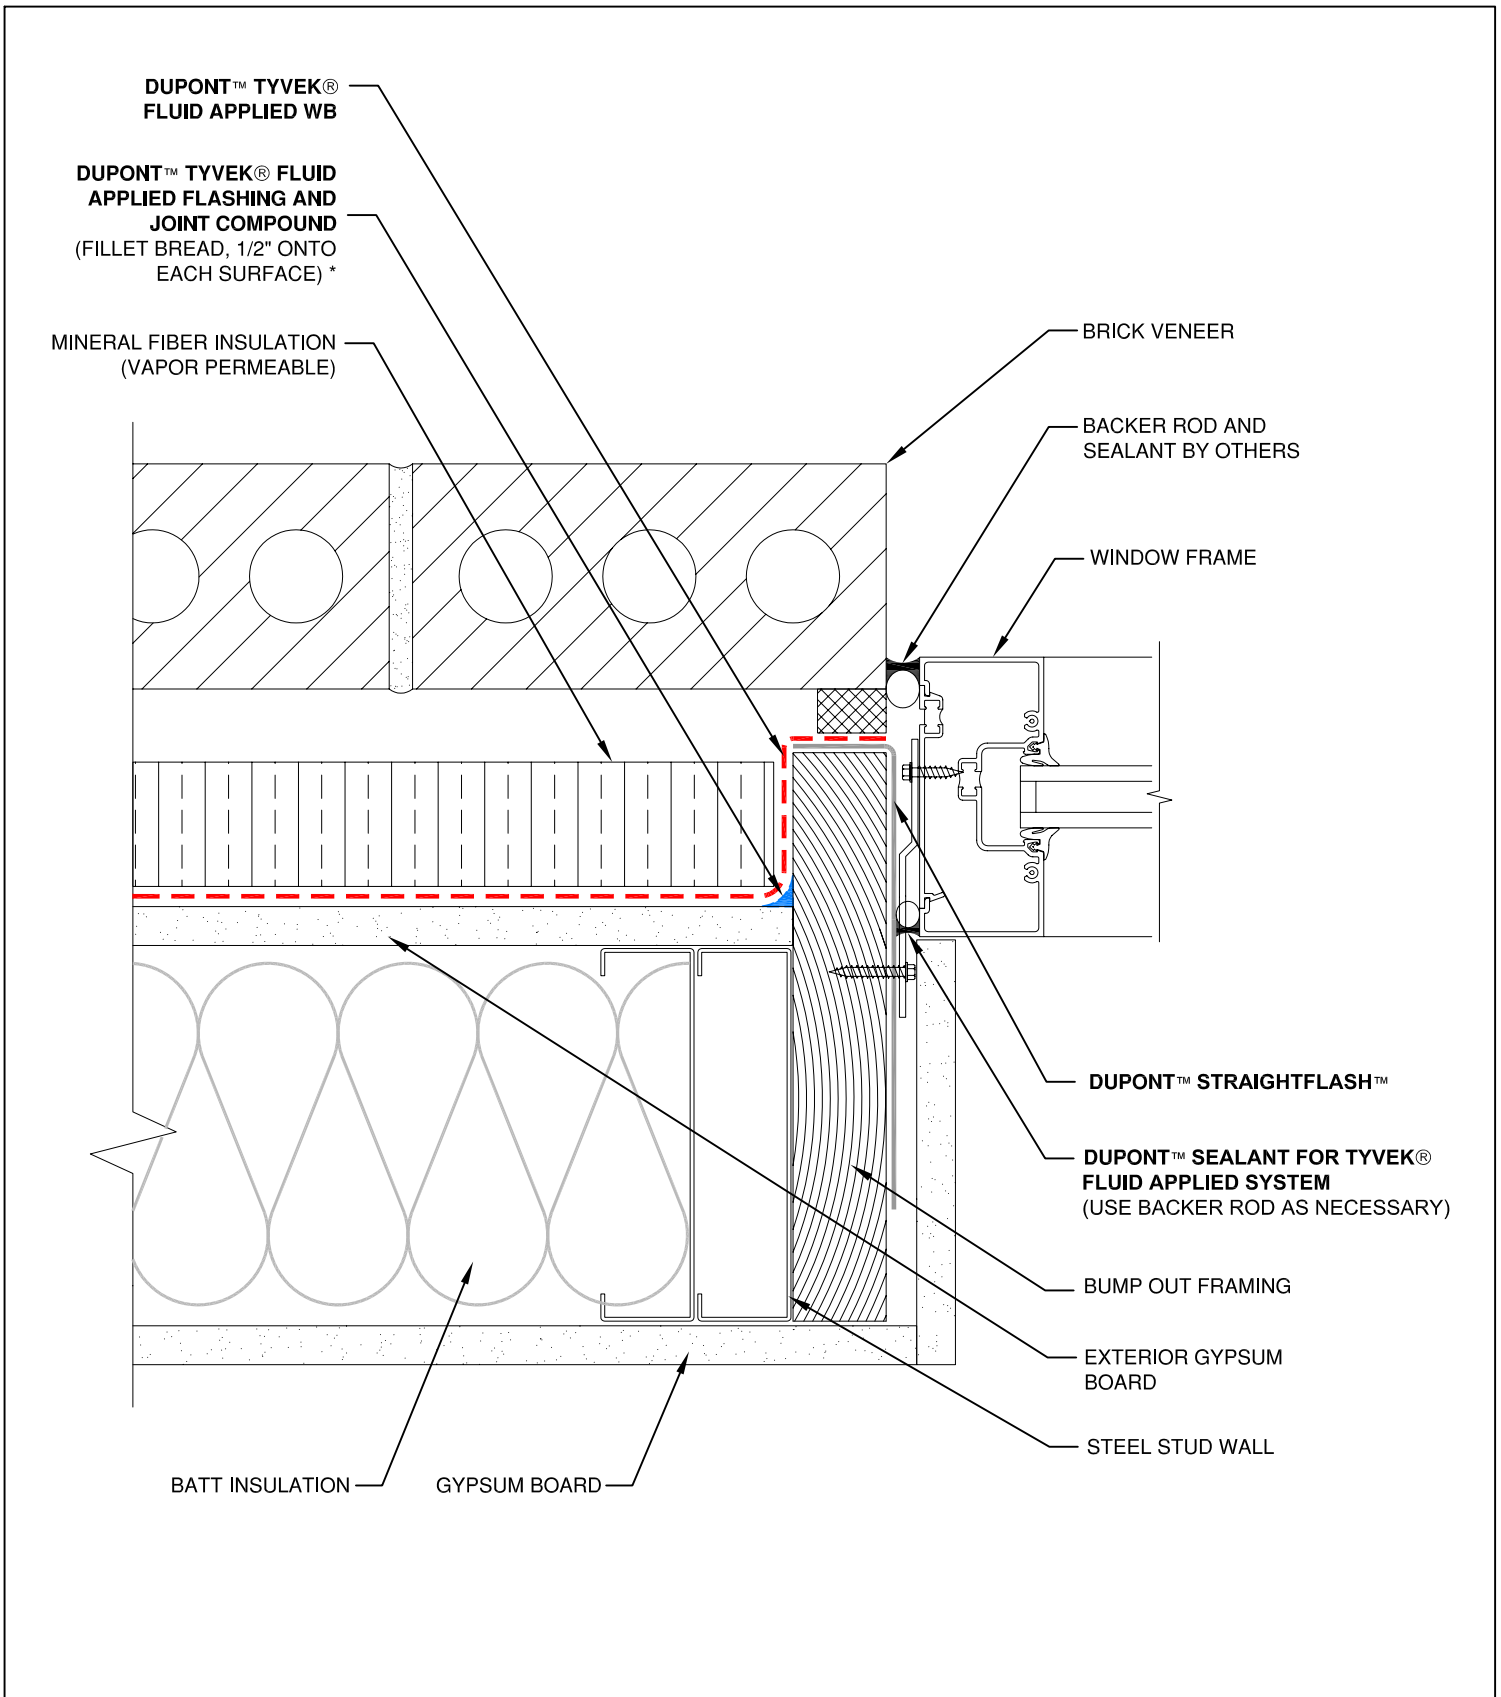 DUPONT™ TYVEK®
FLUID APPLIED WB
DUPONT™ TYVEK® FLUID
APPLIED FLASHING AND
JOINT COMPOUND
(FILLET BREAD, 1/2" ONTO
EACH SURFACE) *
MINERAL FIBER INSULATION
(VAPOR PERMEABLE)
BRICK VENEER
BACKER ROD AND
SEALANT BY OTHERS
WINDOW FRAME
DUPONT™ STRAIGHTFLASH™
DUPONT™ SEALANT FOR TYVEK®
FLUID APPLIED SYSTEM
(USE BACKER ROD AS NECESSARY)
BUMP OUT FRAMING
EXTERIOR GYPSUM
BOARD
STEEL STUD WALL
BATT INSULATION
GYPSUM BOARD